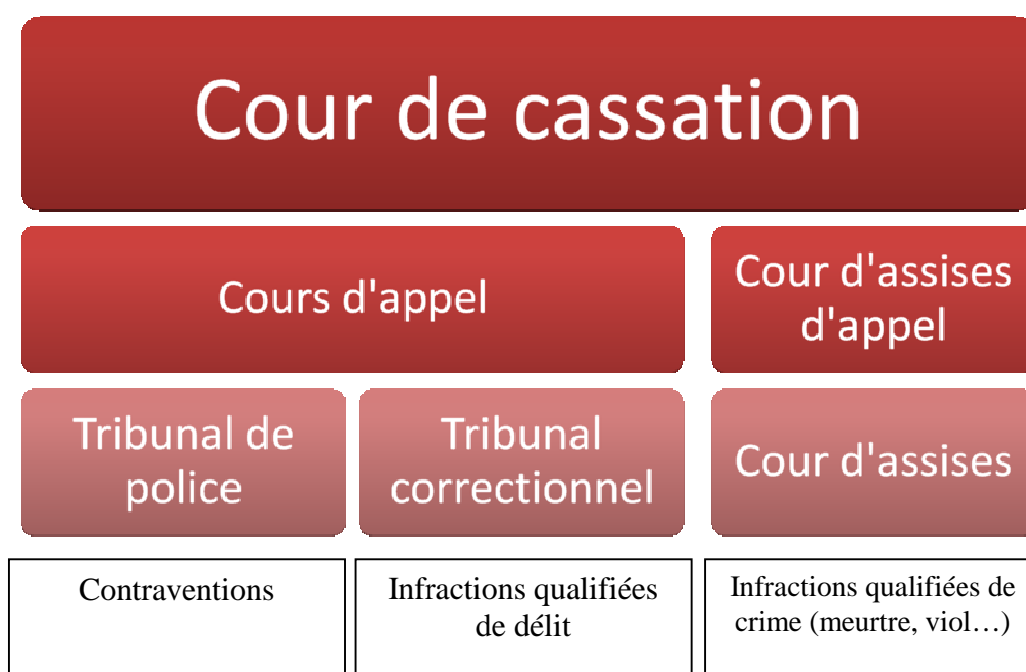 Cour de cassation
Cours d'appel
Cour d'assises
d'appel
Tribunal de
police
Tribunal
correctionnel
Cour d'assises
Contraventions
Infractions qualifiées
de délit
Infractions qualifiées de
crime (meurtre, viol…)